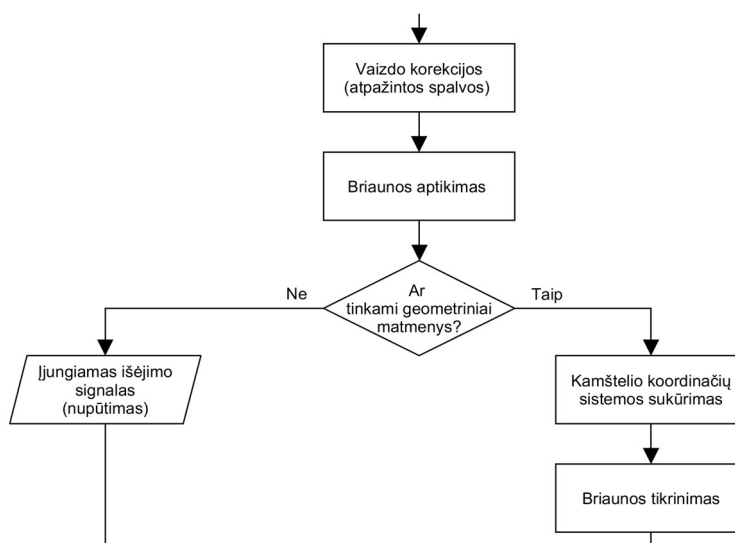 Vaizdo korekcijos
(atpažintos spalvos)
Briaunos aptikimas
Ar
tinkami geometriniai
matmenys?
Ne
Taip
Įjungiamas išėjimo
signalas
(nupūtimas)
Kamštelio koordinačių
sistemos sukūrimas
Briaunos tikrinimas